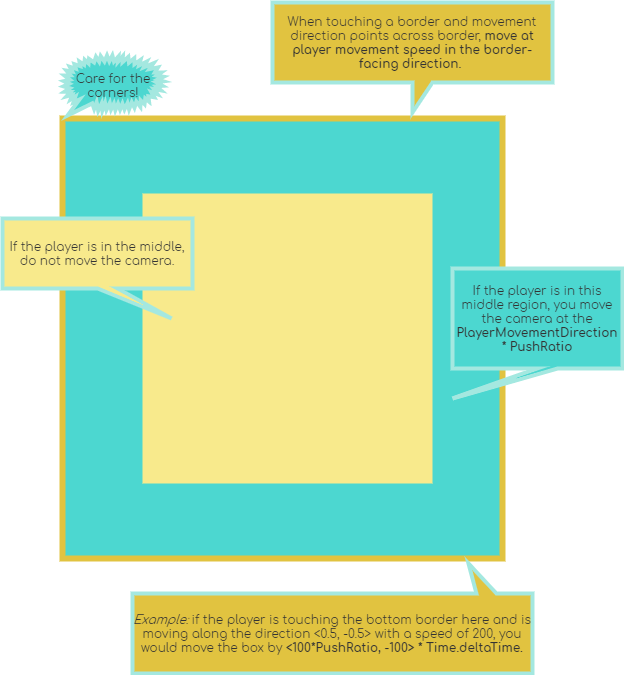 When touching a border and movement
direction points across border, move at
player movement speed in the border-
facing direction.
Care for the
corners!
If the player is in the middle,
do not move the camera.
If the player is in this
middle region, you move
the camera at the
PlayerMovementDirection
* PushRatio
Example: if the player is touching the bottom border here and is
moving along the direction <0.5, -0.5> with a speed of 200, you
would move the box by <100*PushRatio, -100> * Time.deltaTime.